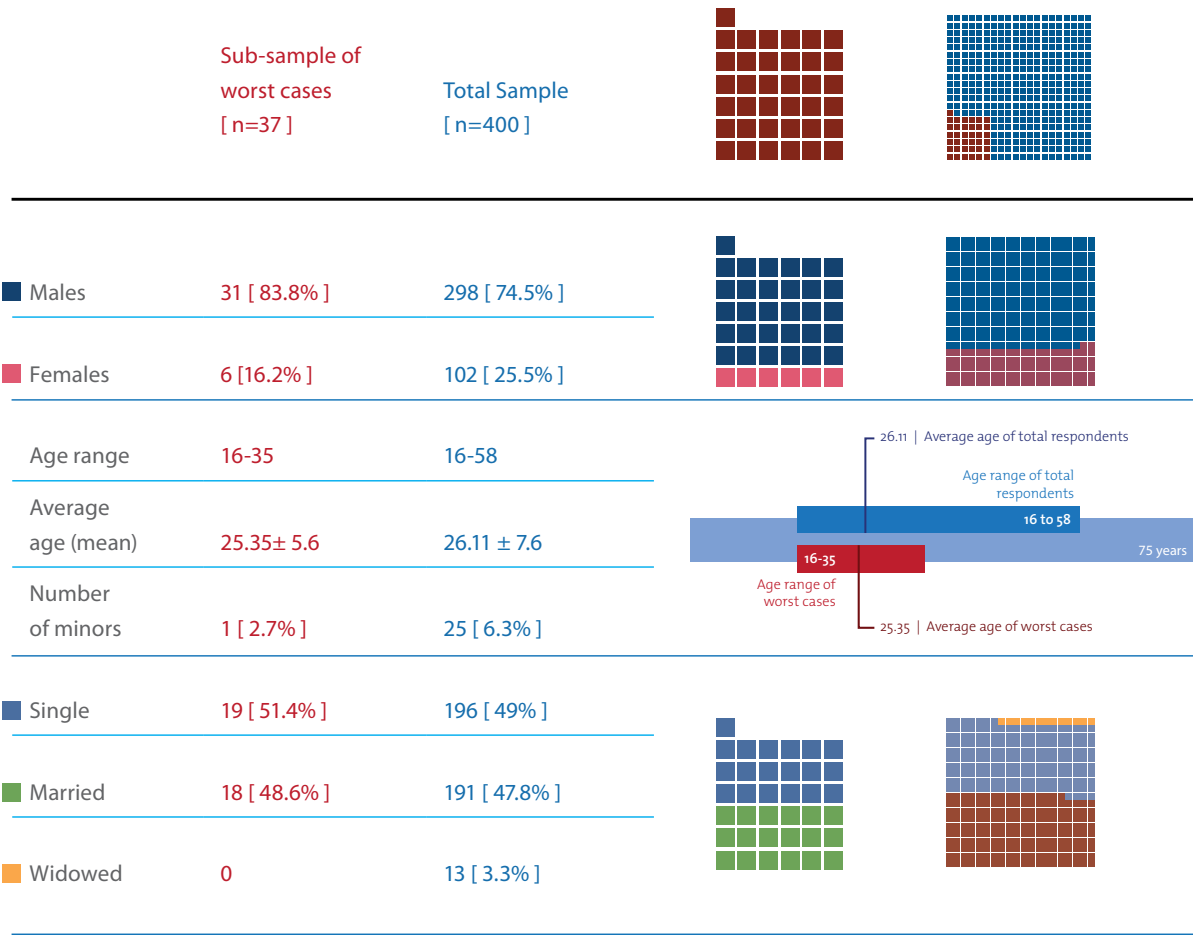 Sub-sample of
worst cases
[ n=37 ]
Total Sample
[ n=400 ]
Males
31 [ 83.8% ]
298 [ 74.5% ]
Females
6 [16.2% ]
102 [ 25.5% ]
Age range
16-35
16-58
Average
age (mean)
25.35± 5.6
26.11 ± 7.6
Number
of minors
1 [ 2.7% ]
25 [ 6.3% ]
26.11 | Average age of total respondents
Age range of total
respondents
16 to 58
75 years
16-35
Age range of
worst cases
25.35 | Average age of worst cases
Single
19 [ 51.4% ]
196 [ 49% ]
Married
18 [ 48.6% ]
191 [ 47.8% ]
Widowed
0
13 [ 3.3% ]